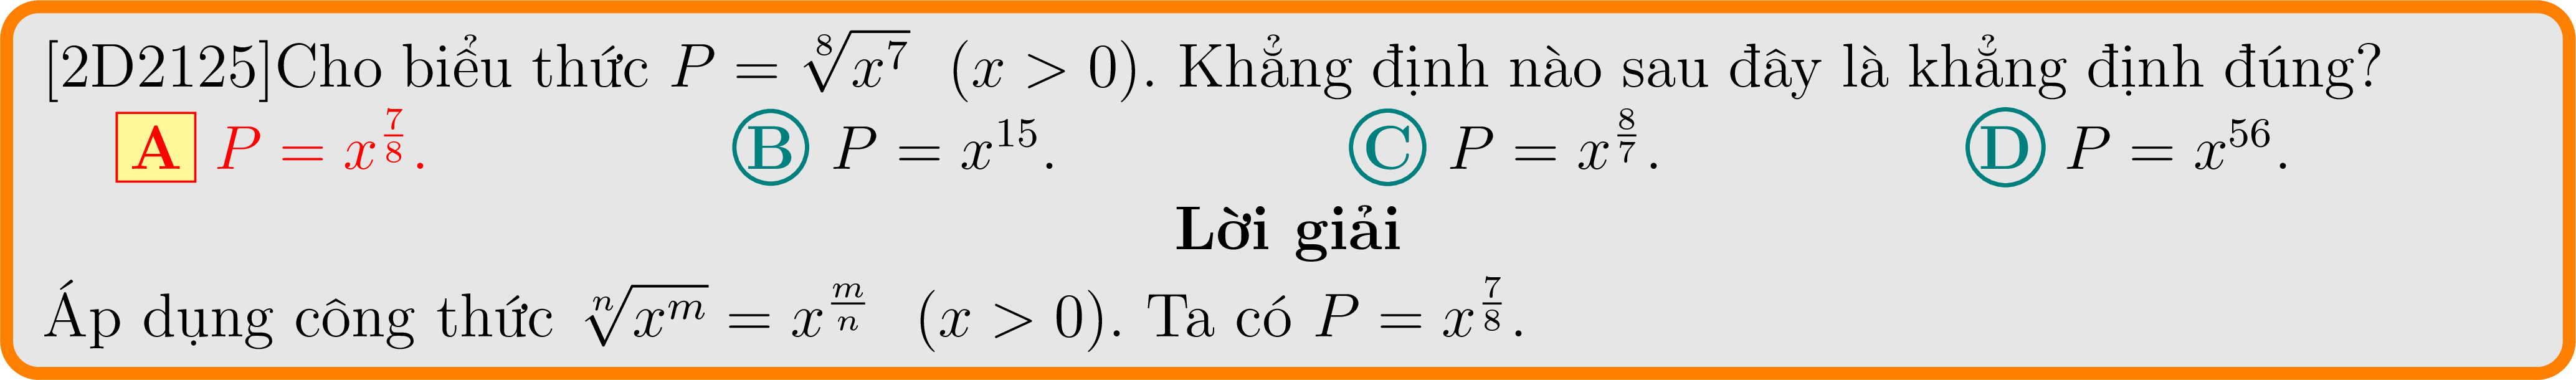 [2D2125]Cho biểu thức $P = \sqrt[8]{x^7}$ $(x > 0)$. Khẳng định nào sau đây là khẳng định đúng?
A $P = x^{\frac{7}{8}}$. B $P = x^{15}$. C $P = x^{\frac{8}{7}}$. D $P = x^{56}$.
Lời giải
Áp dụng công thức $\sqrt[n]{x^m} = x^{\frac{m}{n}}$ $(x > 0)$. Ta có $P = x^{\frac{7}{8}}$.